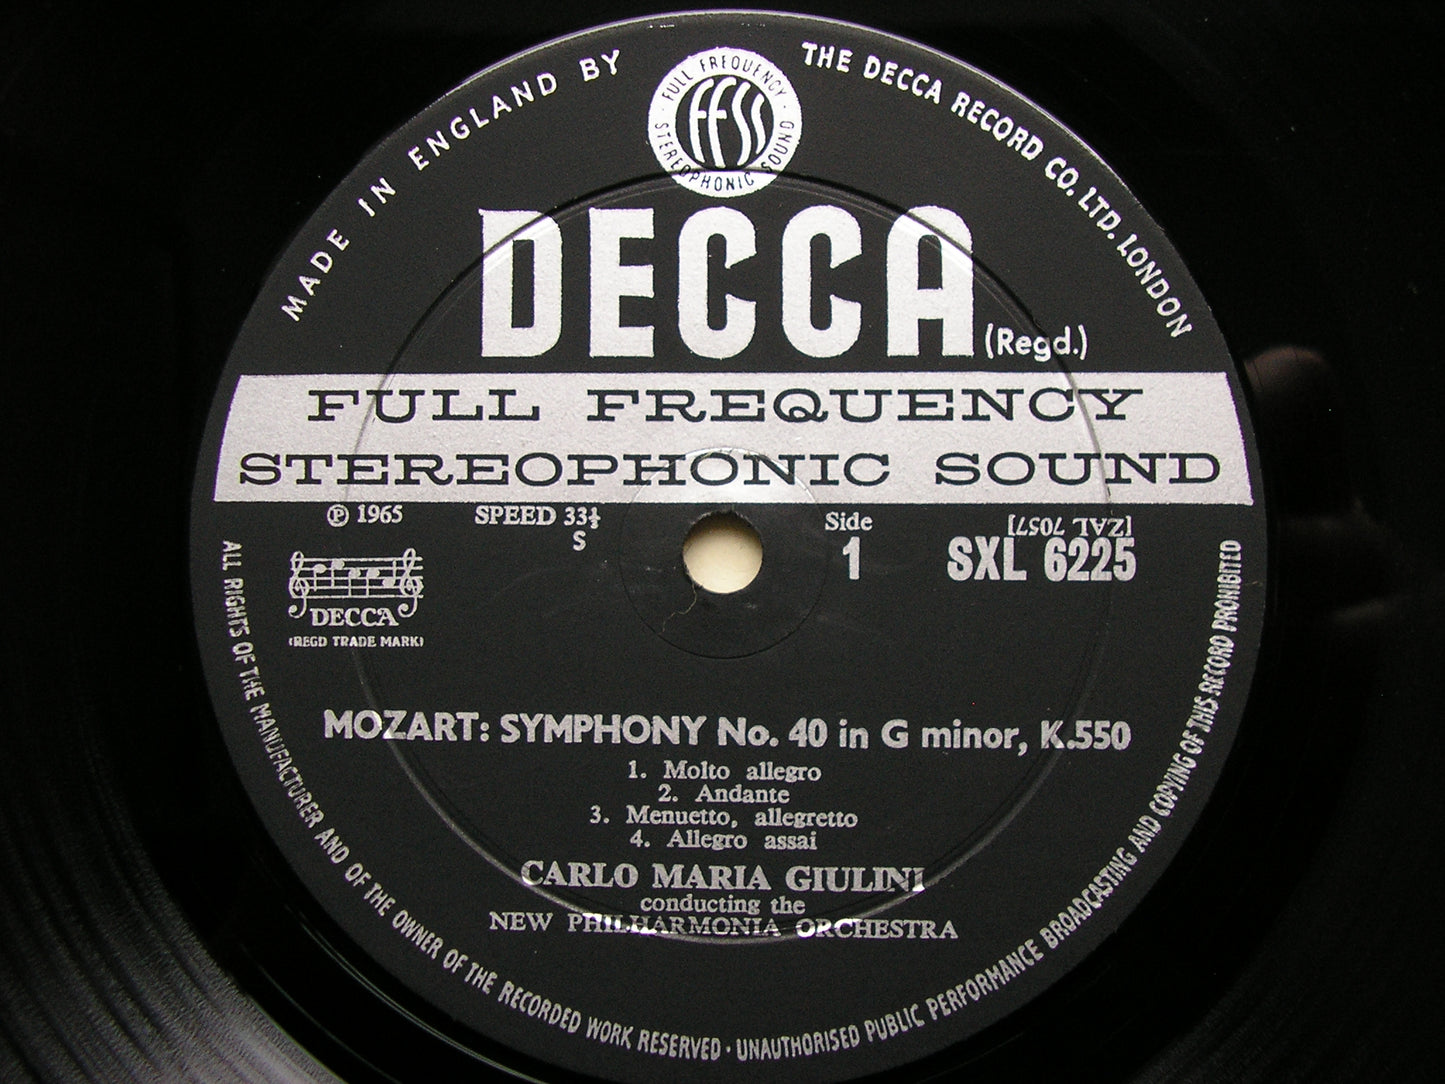 MADE IN ENGLAND BY
THE DECCA RECORD CO. LTD. LONDON
FULL FREQUENCY
FFSS
STEREOPHONIC SOUND
DECCA
(Regd.)
FULL FREQUENCY
STEREOPHONIC SOUND
℗ 1965
SPEED 33⅓
S
Side
1
[ZAL 7057]
SXL 6225
DECCA
(REGD TRADE MARK)
MOZART: SYMPHONY No. 40 in G minor, K.550
1. Molto allegro
2. Andante
3. Menuetto, allegretto
4. Allegro assai
CARLO MARIA GIULINI
conducting the
NEW PHILHARMONIA ORCHESTRA
ALL RIGHTS OF THE MANUFACTURER AND OF THE OWNER OF THE RECORDED WORK RESERVED · UNAUTHORISED PUBLIC PERFORMANCE BROADCASTING AND COPYING OF THIS RECORD PROHIBITED